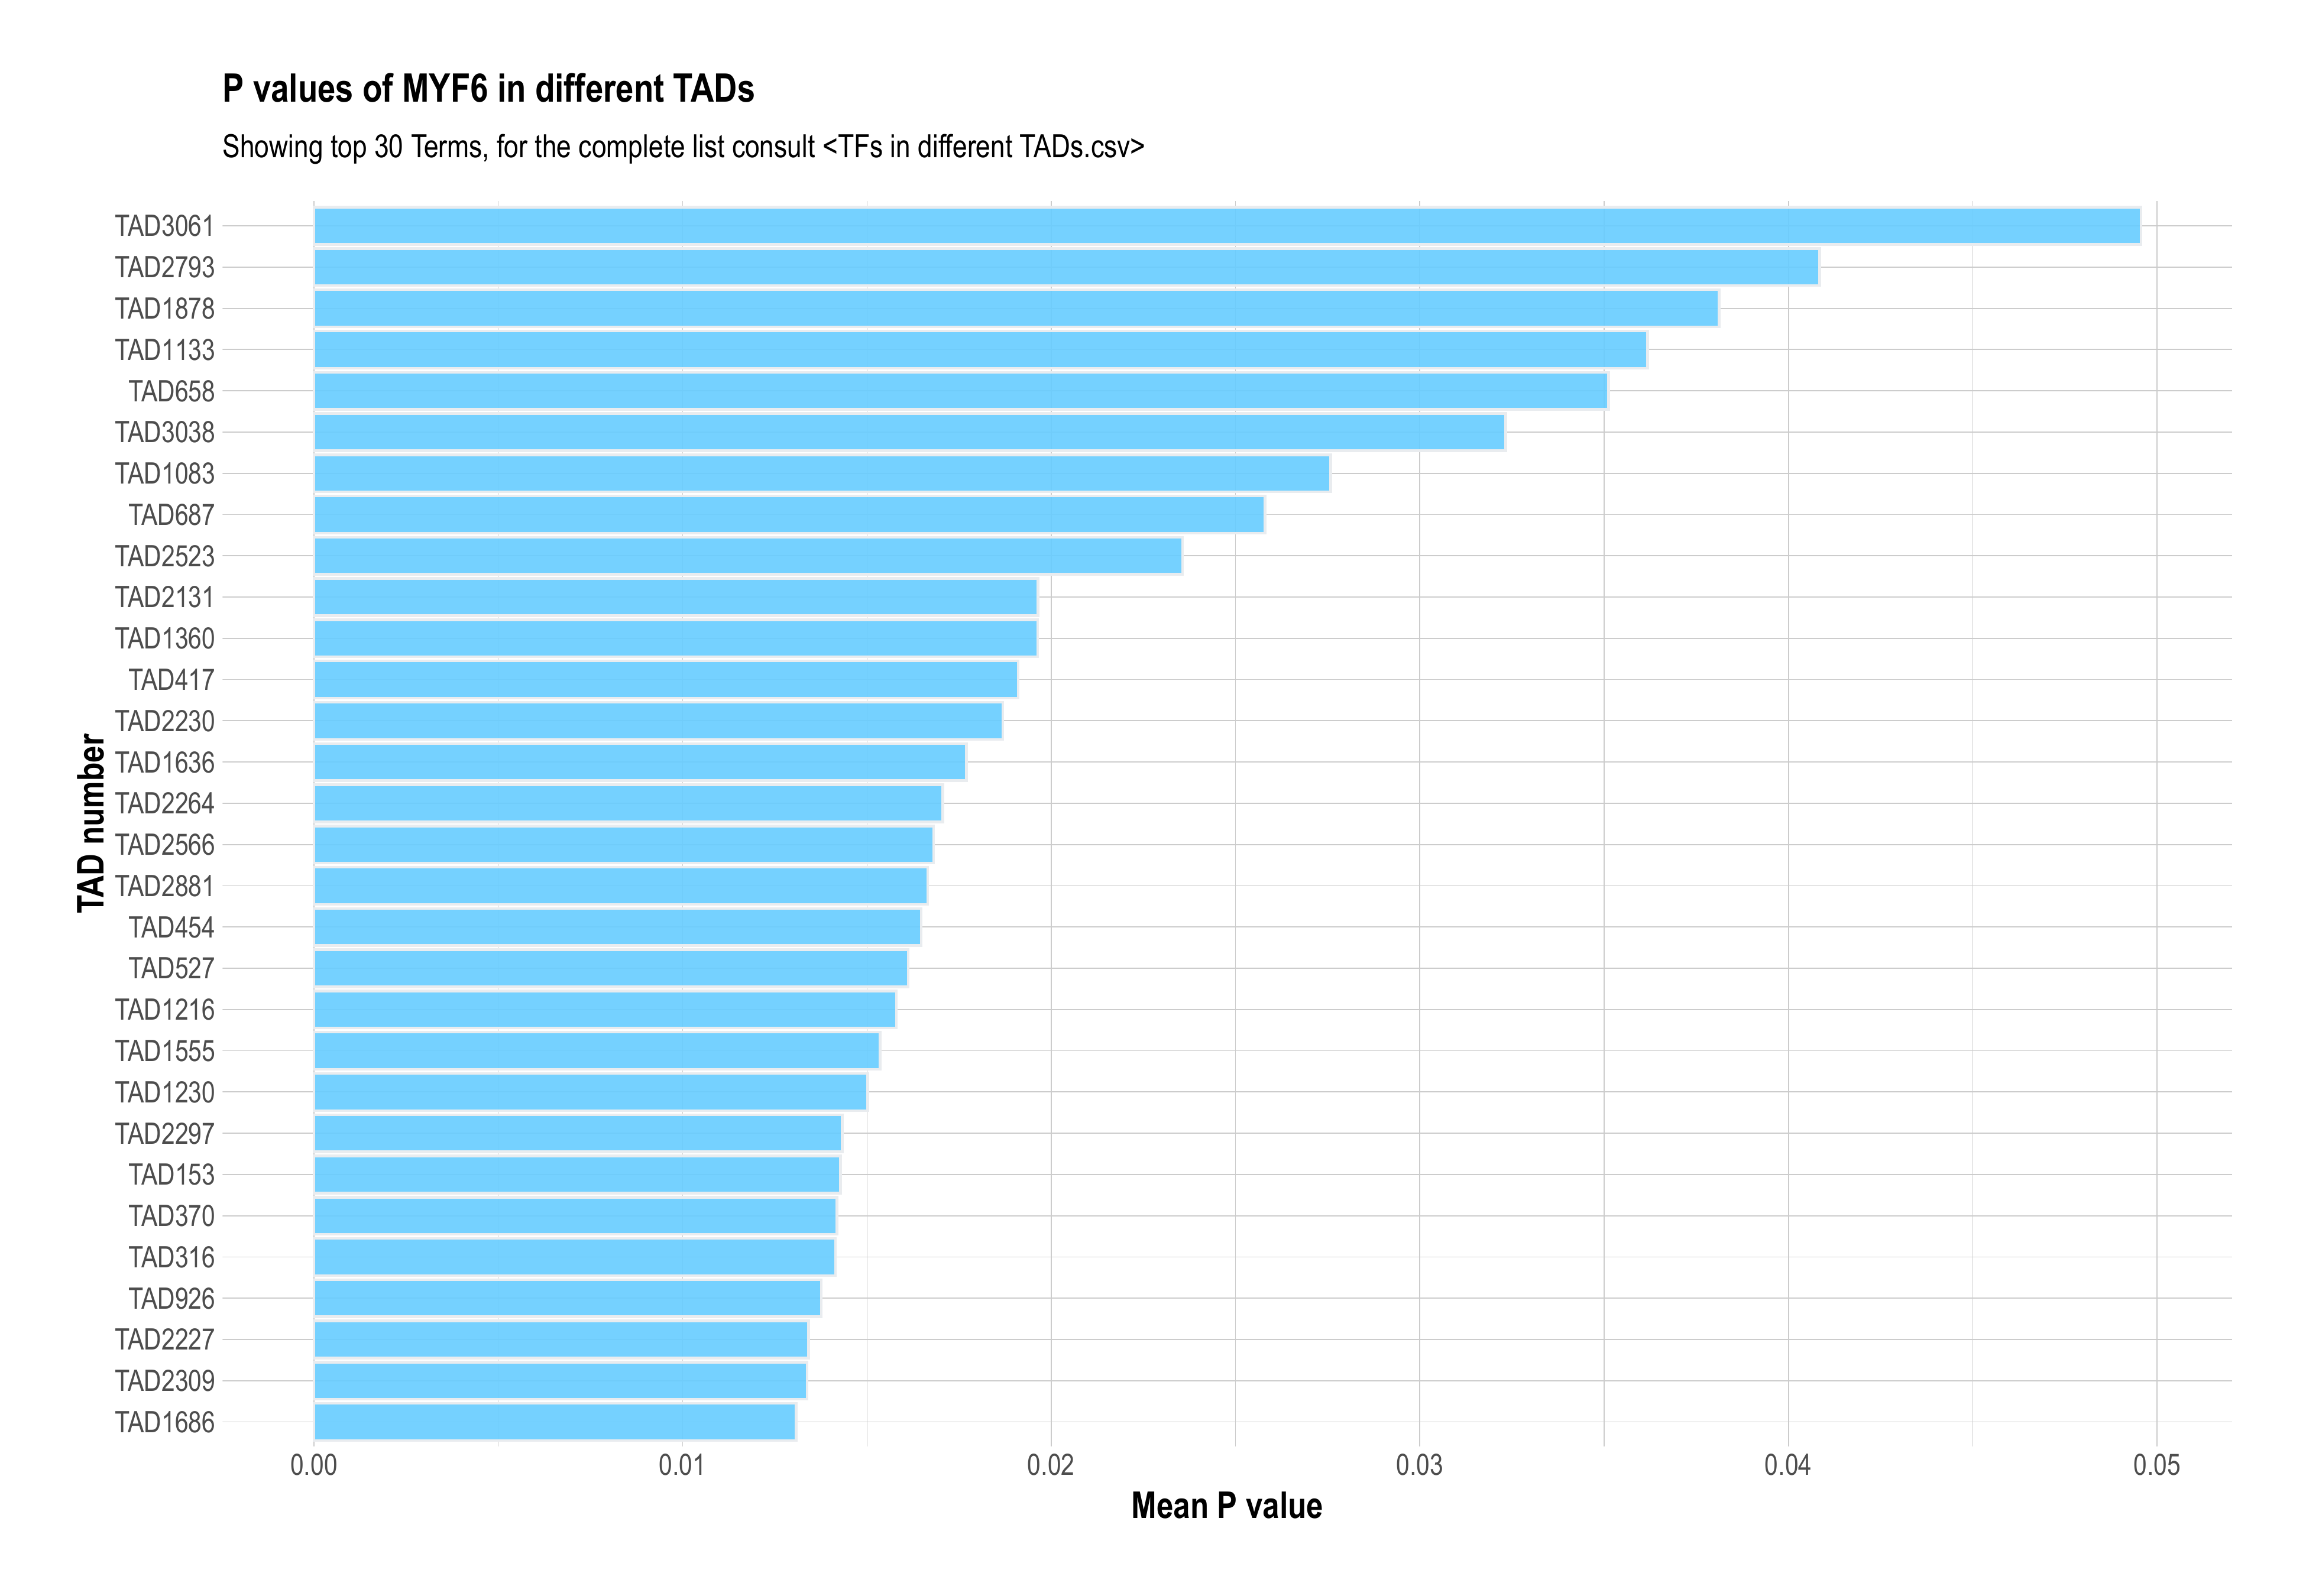 P values of MYF6 in different TADs
Showing top 30 Terms, for the complete list consult <TFs in different TADs.csv>
TAD number
TAD3061
TAD2793
TAD1878
TAD1133
TAD658
TAD3038
TAD1083
TAD687
TAD2523
TAD2131
TAD1360
TAD417
TAD2230
TAD1636
TAD2264
TAD2566
TAD2881
TAD454
TAD527
TAD1216
TAD1555
TAD1230
TAD2297
TAD153
TAD370
TAD316
TAD926
TAD2227
TAD2309
TAD1686
0.00 0.01 0.02 0.03 0.04 0.05
Mean P value